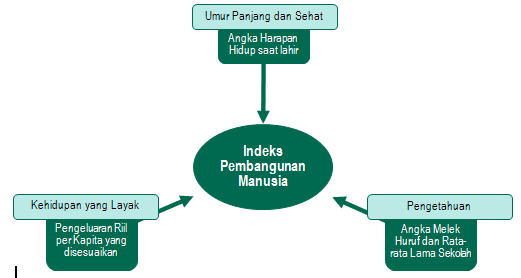 Umur Panjang dan Sehat
Angka Harapan
Hidup saat lahir
Indeks
Pembangunan
Manusia
Kehidupan yang Layak
Pengeluaran Riil
per Kapita yang
disesuaikan
Pengetahuan
Angka Melek
Huruf dan Rata-
rata Lama Sekolah